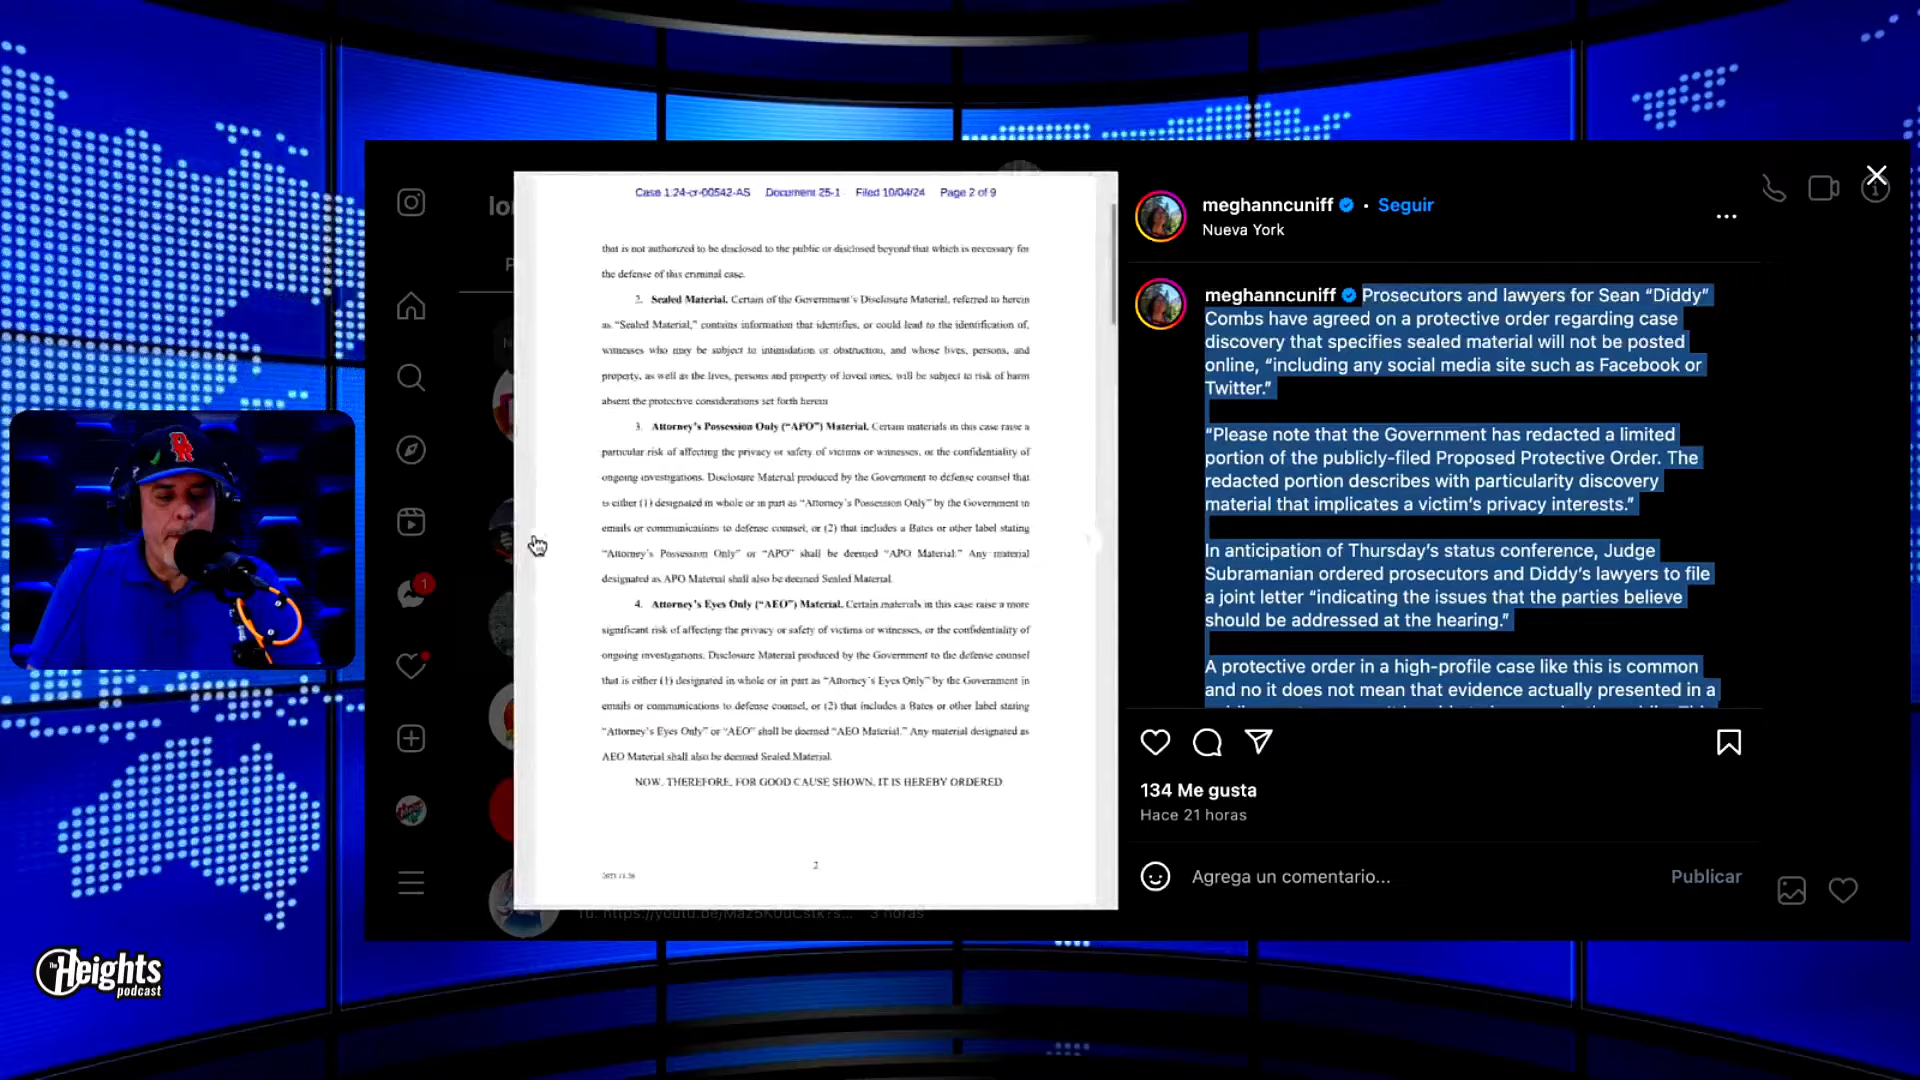 Case 1:24-cr-00542-AS Document 25-1 Filed 10/04/24 Page 2 of 9
that is not authorized to be disclosed to the public or disclosed beyond that which is necessary for
the defense of this criminal case.
2. Sealed Material. Certain of the Government's Disclosure Material, referred to herein
as “Sealed Material,” contains information that identifies, or could lead to the identification of,
witnesses who may be subject to intimidation or obstruction, and whose lives, persons, and
property, as well as the lives, persons and property of loved ones, will be subject to risk of harm
absent the protective considerations set forth herein
3. Attorney's Possession Only (“APO”) Material. Certain materials in this case raise a
particular risk of affecting the privacy or safety of victims or witnesses, or the confidentiality of
ongoing investigations. Disclosure Material produced by the Government to defense counsel that
is either (1) designated in whole or in part as “Attorney's Possession Only” by the Government in
emails or communications to defense counsel, or (2) that includes a Bates or other label stating
“Attorney's Possession Only” or “APO” shall be deemed “APO Material.” Any material
designated as APO Material shall also be deemed Sealed Material.
4. Attorney's Eyes Only (“AEO”) Material. Certain materials in this case raise a more
significant risk of affecting the privacy or safety of victims or witnesses, or the confidentiality of
ongoing investigations. Disclosure Material produced by the Government to the defense counsel
that is either (1) designated in whole or in part as “Attorney's Eyes Only” by the Government in
emails or communications to defense counsel, or (2) that includes a Bates or other label stating
“Attorney's Eyes Only” or “AEO” shall be deemed “AEO Material.” Any material designated as
AEO Material shall also be deemed Sealed Material.
NOW, THEREFORE, FOR GOOD CAUSE SHOWN, IT IS HEREBY ORDERED
2
meghanncuniff • Seguir
Nueva York
meghanncuniff Prosecutors and lawyers for Sean “Diddy”
Combs have agreed on a protective order regarding case
discovery that specifies sealed material will not be posted
online, “including any social media site such as Facebook or
Twitter.”
“Please note that the Government has redacted a limited
portion of the publicly-filed Proposed Protective Order. The
redacted portion describes with particularity discovery
material that implicates a victim’s privacy interests.”
In anticipation of Thursday’s status conference, Judge
Subramanian ordered prosecutors and Diddy’s lawyers to file
a joint letter “indicating the issues that the parties believe
should be addressed at the hearing.”
A protective order in a high-profile case like this is common
and no it does not mean that evidence actually presented in a
134 Me gusta
Hace 21 horas
Agrega un comentario...
Publicar
1
3 horas
The Heights
podcast